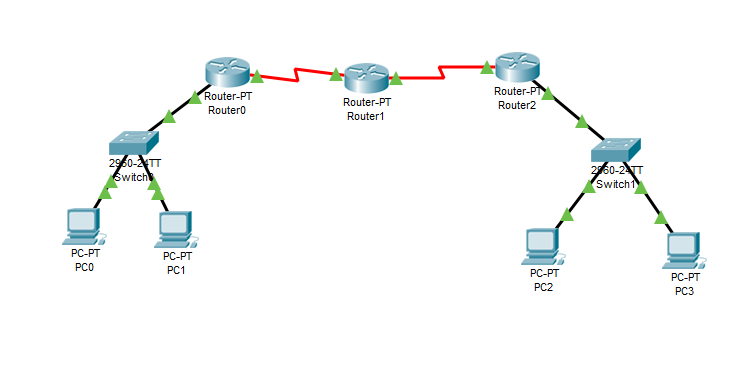 Router-PT
Router0
Router-PT
Router1
Router-PT
Router2
2960-24TT
Switch0
2960-24TT
Switch1
PC-PT
PC0
PC-PT
PC1
PC-PT
PC2
PC-PT
PC3